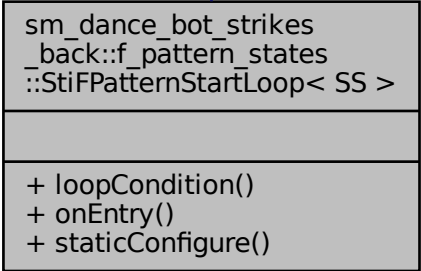 sm_dance_bot_strikes
_back::f_pattern_states
::StiFPatternStartLoop< SS >
+ loopCondition()
+ onEntry()
+ staticConfigure()